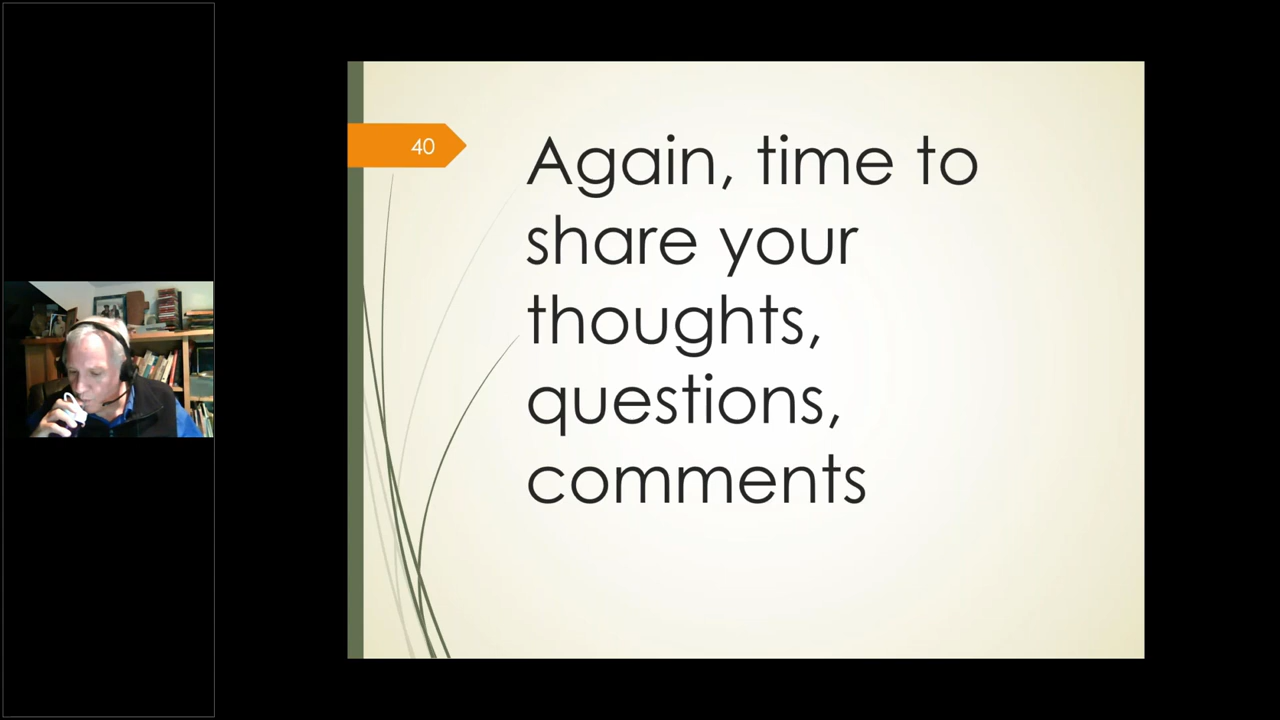 40
Again, time to
share your
thoughts,
questions,
comments